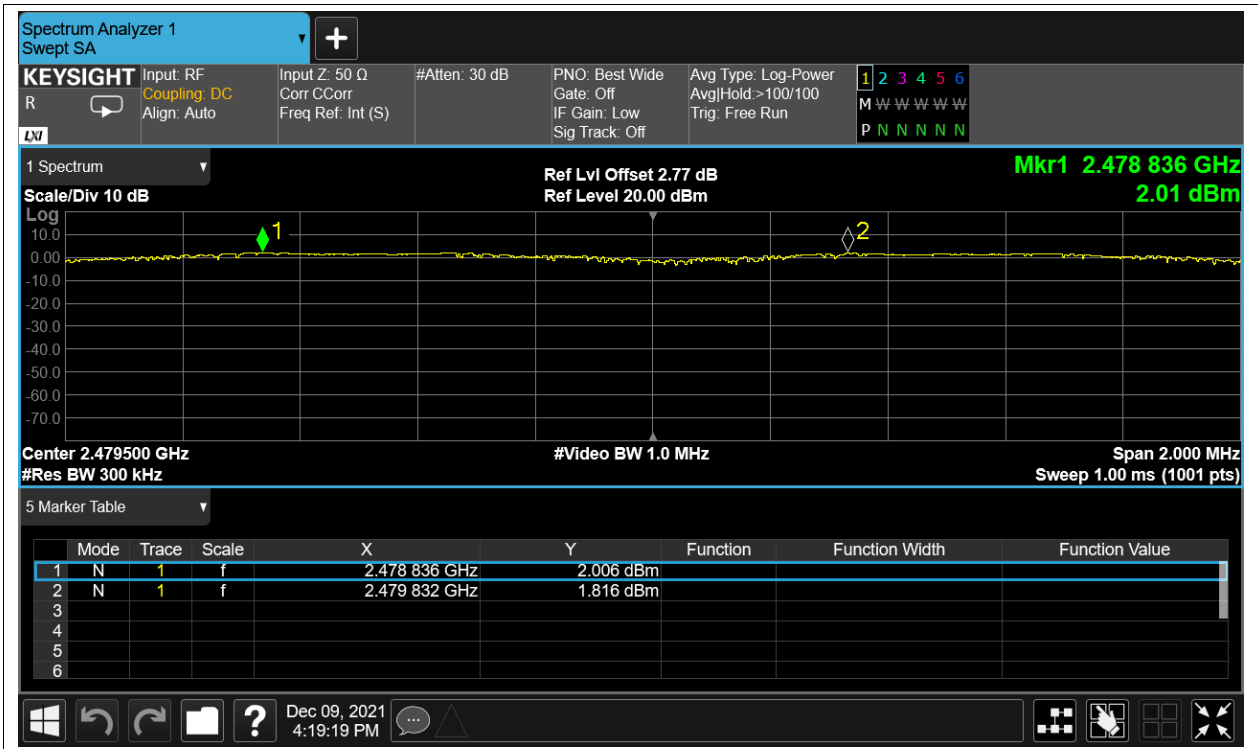 Spectrum Analyzer 1
Swept SA
KEYSIGHT
R
LXI
Input: RF
Coupling: DC
Align: Auto
Input Z: 50 Ω
Corr CCorr
Freq Ref: Int (S)
#Atten: 30 dB
PNO: Best Wide
Gate: Off
IF Gain: Low
Sig Track: Off
Avg Type: Log-Power
Avg|Hold:>100/100
Trig: Free Run
1 2 3 4 5 6
M W W W W W
P N N N N N
1 Spectrum
Scale/Div 10 dB
Ref Lvl Offset 2.77 dB
Ref Level 20.00 dBm
Mkr1 2.478 836 GHz
2.01 dBm
Log
10.0
0.00
-10.0
-20.0
-30.0
-40.0
-50.0
-60.0
-70.0
1
2
Center 2.479500 GHz
#Res BW 300 kHz
#Video BW 1.0 MHz
Span 2.000 MHz
Sweep 1.00 ms (1001 pts)
5 Marker Table
Mode Trace Scale X Y Function Function Width Function Value
1 N 1 f 2.478 836 GHz 2.006 dBm
2 N 1 f 2.479 832 GHz 1.816 dBm
3
4
5
6
?
Dec 09, 2021
4:19:19 PM